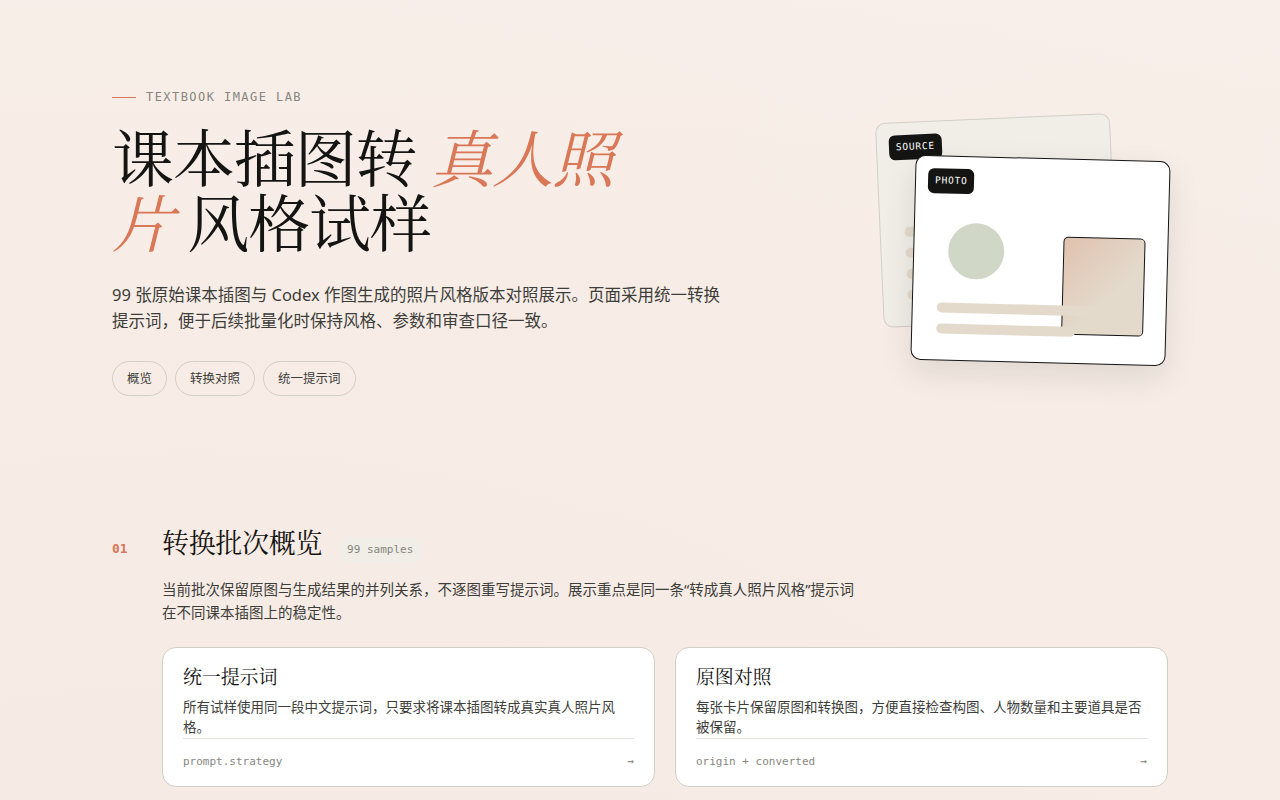 TEXTBOOK IMAGE LAB
课本插图转 真人照
片 风格试样
99 张原始课本插图与 Codex 作图生成的照片风格版本对照展示。页面采用统一转换
提示词，便于后续批量化时保持风格、参数和审查口径一致。
概览
转换对照
统一提示词
SOURCE
PHOTO
01 转换批次概览 99 samples
当前批次保留原图与生成结果的并列关系，不逐图重写提示词。展示重点是同一条“转成真人照片风格”提示词
在不同课本插图上的稳定性。
统一提示词
所有试样使用同一段中文提示词，只要求将课本插图转成真实真人照片风
格。
prompt.strategy →
原图对照
每张卡片保留原图和转换图，方便直接检查构图、人物数量和主要道具是否
被保留。
origin + converted →